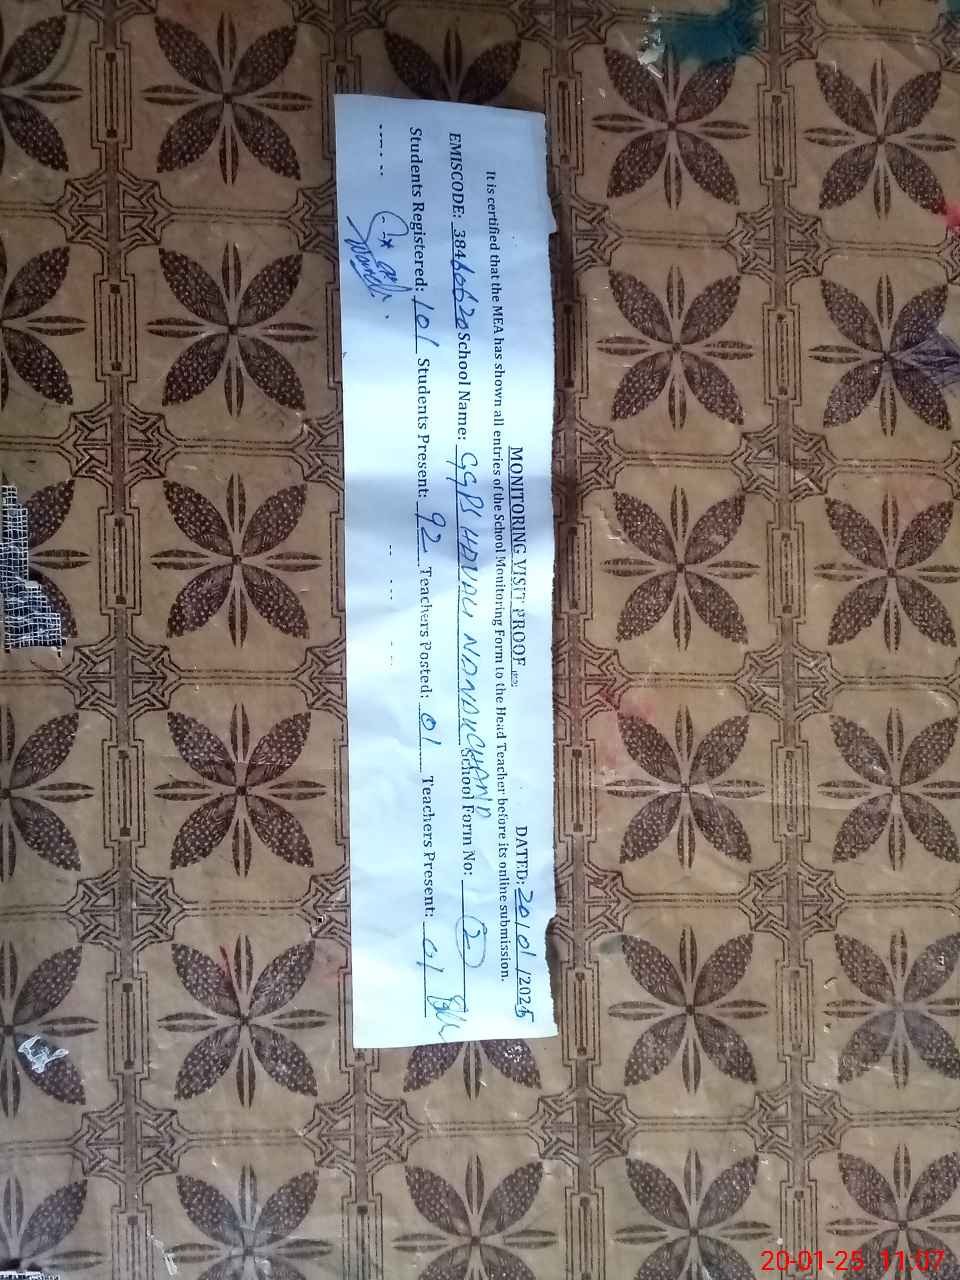 MONITORING VISIT PROOF DATED: 20/01/2025
It is certified that the MEA has shown all entries of the School Monitoring Form to the Head Teacher before its online submission.
EMISCODE: 38460620 School Name: GGPS HAVALI NANAKCHAND School Form No: 2
Students Registered: 101 Students Present: 92 Teachers Posted: 01 Teachers Present: 01
20-01-25 11:07